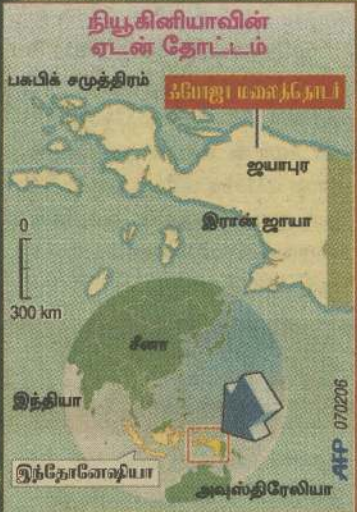 நியூகினியாவின்
ஏடன் தோட்டம்
பசுபிக் சமுத்திரம்
ஃபோஜா மலைத்தொடர்
ஜயாபுர
இரான் ஜாயா
0
300 km
சீனா
இந்தியா
இந்தோனேஷியா
அவுஸ்திரேலியா
AFP 070206